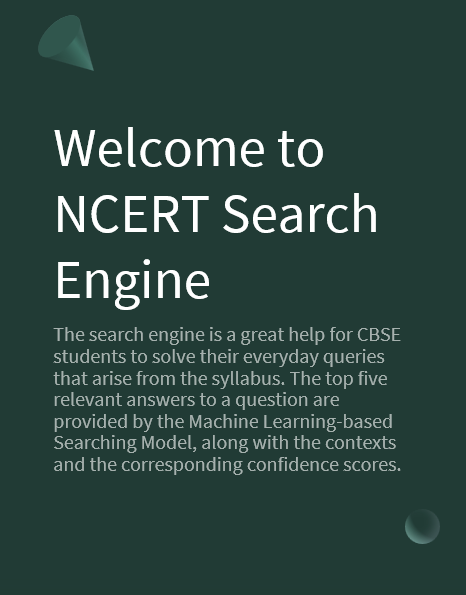 Welcome to
NCERT Search
Engine
The search engine is a great help for CBSE
students to solve their everyday queries
that arise from the syllabus. The top five
relevant answers to a question are
provided by the Machine Learning-based
Searching Model, along with the contexts
and the corresponding confidence scores.